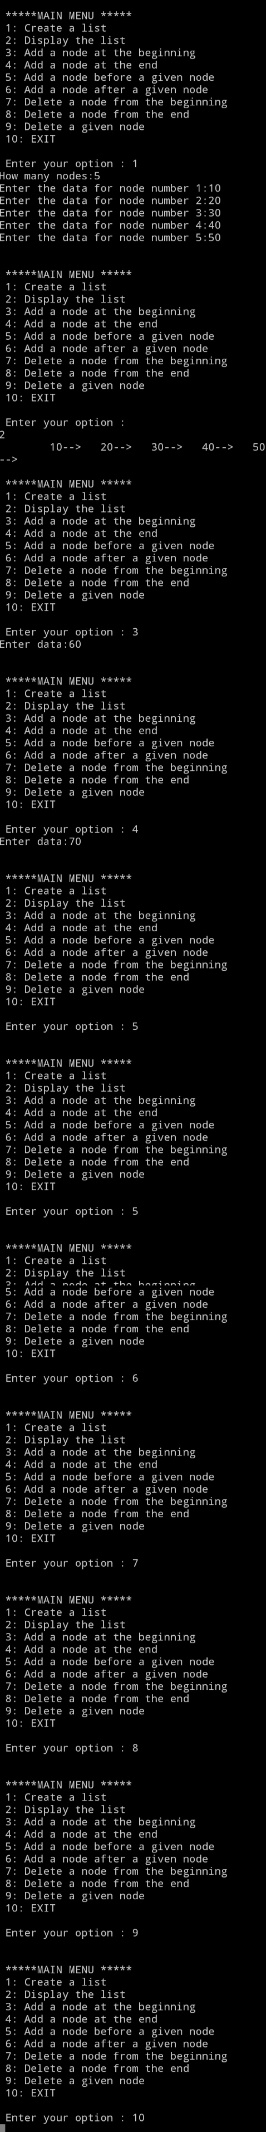 *****MAIN MENU *****
1: Create a list
2: Display the list
3: Add a node at the beginning
4: Add a node at the end
5: Add a node before a given node
6: Add a node after a given node
7: Delete a node from the beginning
8: Delete a node from the end
9: Delete a given node
10: EXIT
Enter your option : 1
How many nodes:5
Enter the data for node number 1:10
Enter the data for node number 2:20
Enter the data for node number 3:30
Enter the data for node number 4:40
Enter the data for node number 5:50
*****MAIN MENU *****
1: Create a list
2: Display the list
3: Add a node at the beginning
4: Add a node at the end
5: Add a node before a given node
6: Add a node after a given node
7: Delete a node from the beginning
8: Delete a node from the end
9: Delete a given node
10: EXIT
Enter your option :
2
10--> 20--> 30--> 40--> 50
-->
*****MAIN MENU *****
1: Create a list
2: Display the list
3: Add a node at the beginning
4: Add a node at the end
5: Add a node before a given node
6: Add a node after a given node
7: Delete a node from the beginning
8: Delete a node from the end
9: Delete a given node
10: EXIT
Enter your option : 3
Enter data:60
*****MAIN MENU *****
1: Create a list
2: Display the list
3: Add a node at the beginning
4: Add a node at the end
5: Add a node before a given node
6: Add a node after a given node
7: Delete a node from the beginning
8: Delete a node from the end
9: Delete a given node
10: EXIT
Enter your option : 4
Enter data:70
*****MAIN MENU *****
1: Create a list
2: Display the list
3: Add a node at the beginning
4: Add a node at the end
5: Add a node before a given node
6: Add a node after a given node
7: Delete a node from the beginning
8: Delete a node from the end
9: Delete a given node
10: EXIT
Enter your option : 5
*****MAIN MENU *****
1: Create a list
2: Display the list
3: Add a node at the beginning
4: Add a node at the end
5: Add a node before a given node
6: Add a node after a given node
7: Delete a node from the beginning
8: Delete a node from the end
9: Delete a given node
10: EXIT
Enter your option : 5
*****MAIN MENU *****
1: Create a list
2: Display the list
3: Add a node at the beginning
5: Add a node before a given node
6: Add a node after a given node
7: Delete a node from the beginning
8: Delete a node from the end
9: Delete a given node
10: EXIT
Enter your option : 6
*****MAIN MENU *****
1: Create a list
2: Display the list
3: Add a node at the beginning
4: Add a node at the end
5: Add a node before a given node
6: Add a node after a given node
7: Delete a node from the beginning
8: Delete a node from the end
9: Delete a given node
10: EXIT
Enter your option : 7
*****MAIN MENU *****
1: Create a list
2: Display the list
3: Add a node at the beginning
4: Add a node at the end
5: Add a node before a given node
6: Add a node after a given node
7: Delete a node from the beginning
8: Delete a node from the end
9: Delete a given node
10: EXIT
Enter your option : 8
*****MAIN MENU *****
1: Create a list
2: Display the list
3: Add a node at the beginning
4: Add a node at the end
5: Add a node before a given node
6: Add a node after a given node
7: Delete a node from the beginning
8: Delete a node from the end
9: Delete a given node
10: EXIT
Enter your option : 9
*****MAIN MENU *****
1: Create a list
2: Display the list
3: Add a node at the beginning
4: Add a node at the end
5: Add a node before a given node
6: Add a node after a given node
7: Delete a node from the beginning
8: Delete a node from the end
9: Delete a given node
10: EXIT
Enter your option : 10